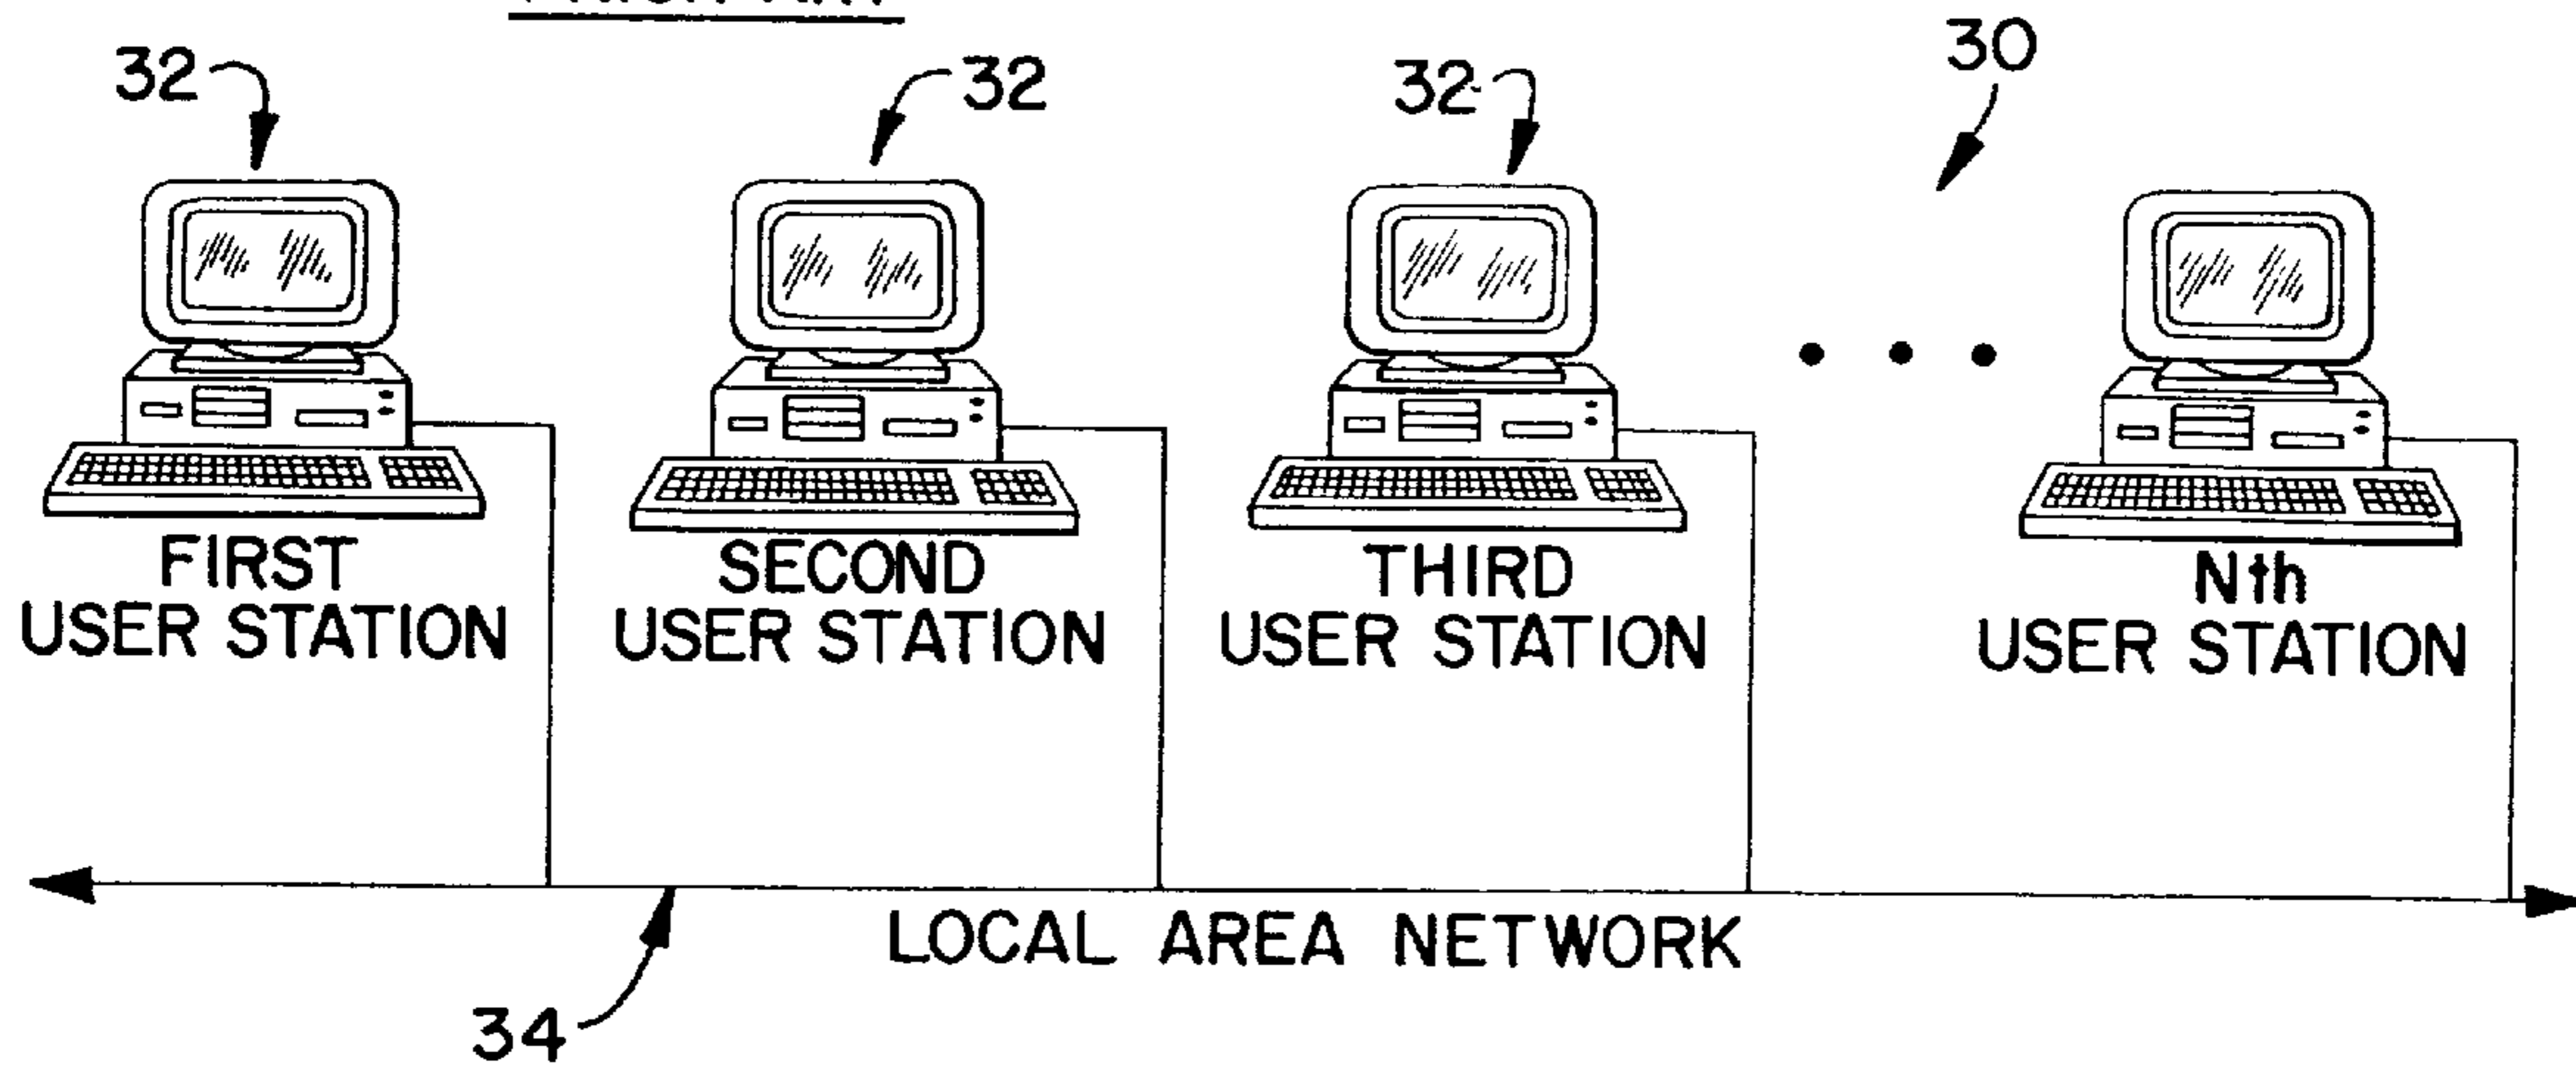 32
32
32
30
FIRST
USER STATION
SECOND
USER STATION
THIRD
USER STATION
Nth
USER STATION
LOCAL AREA NETWORK
34